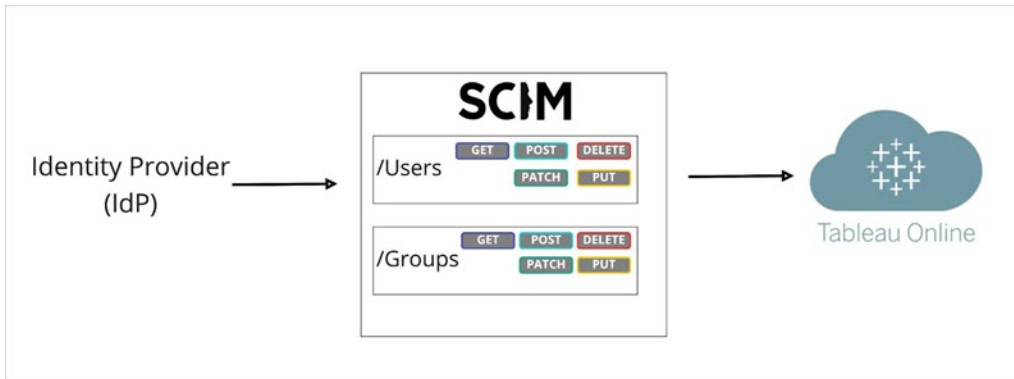 SCIM
Identity Provider
(IdP)
/Users
GET POST DELETE
PATCH PUT
/Groups
GET POST DELETE
PATCH PUT
Tableau Online